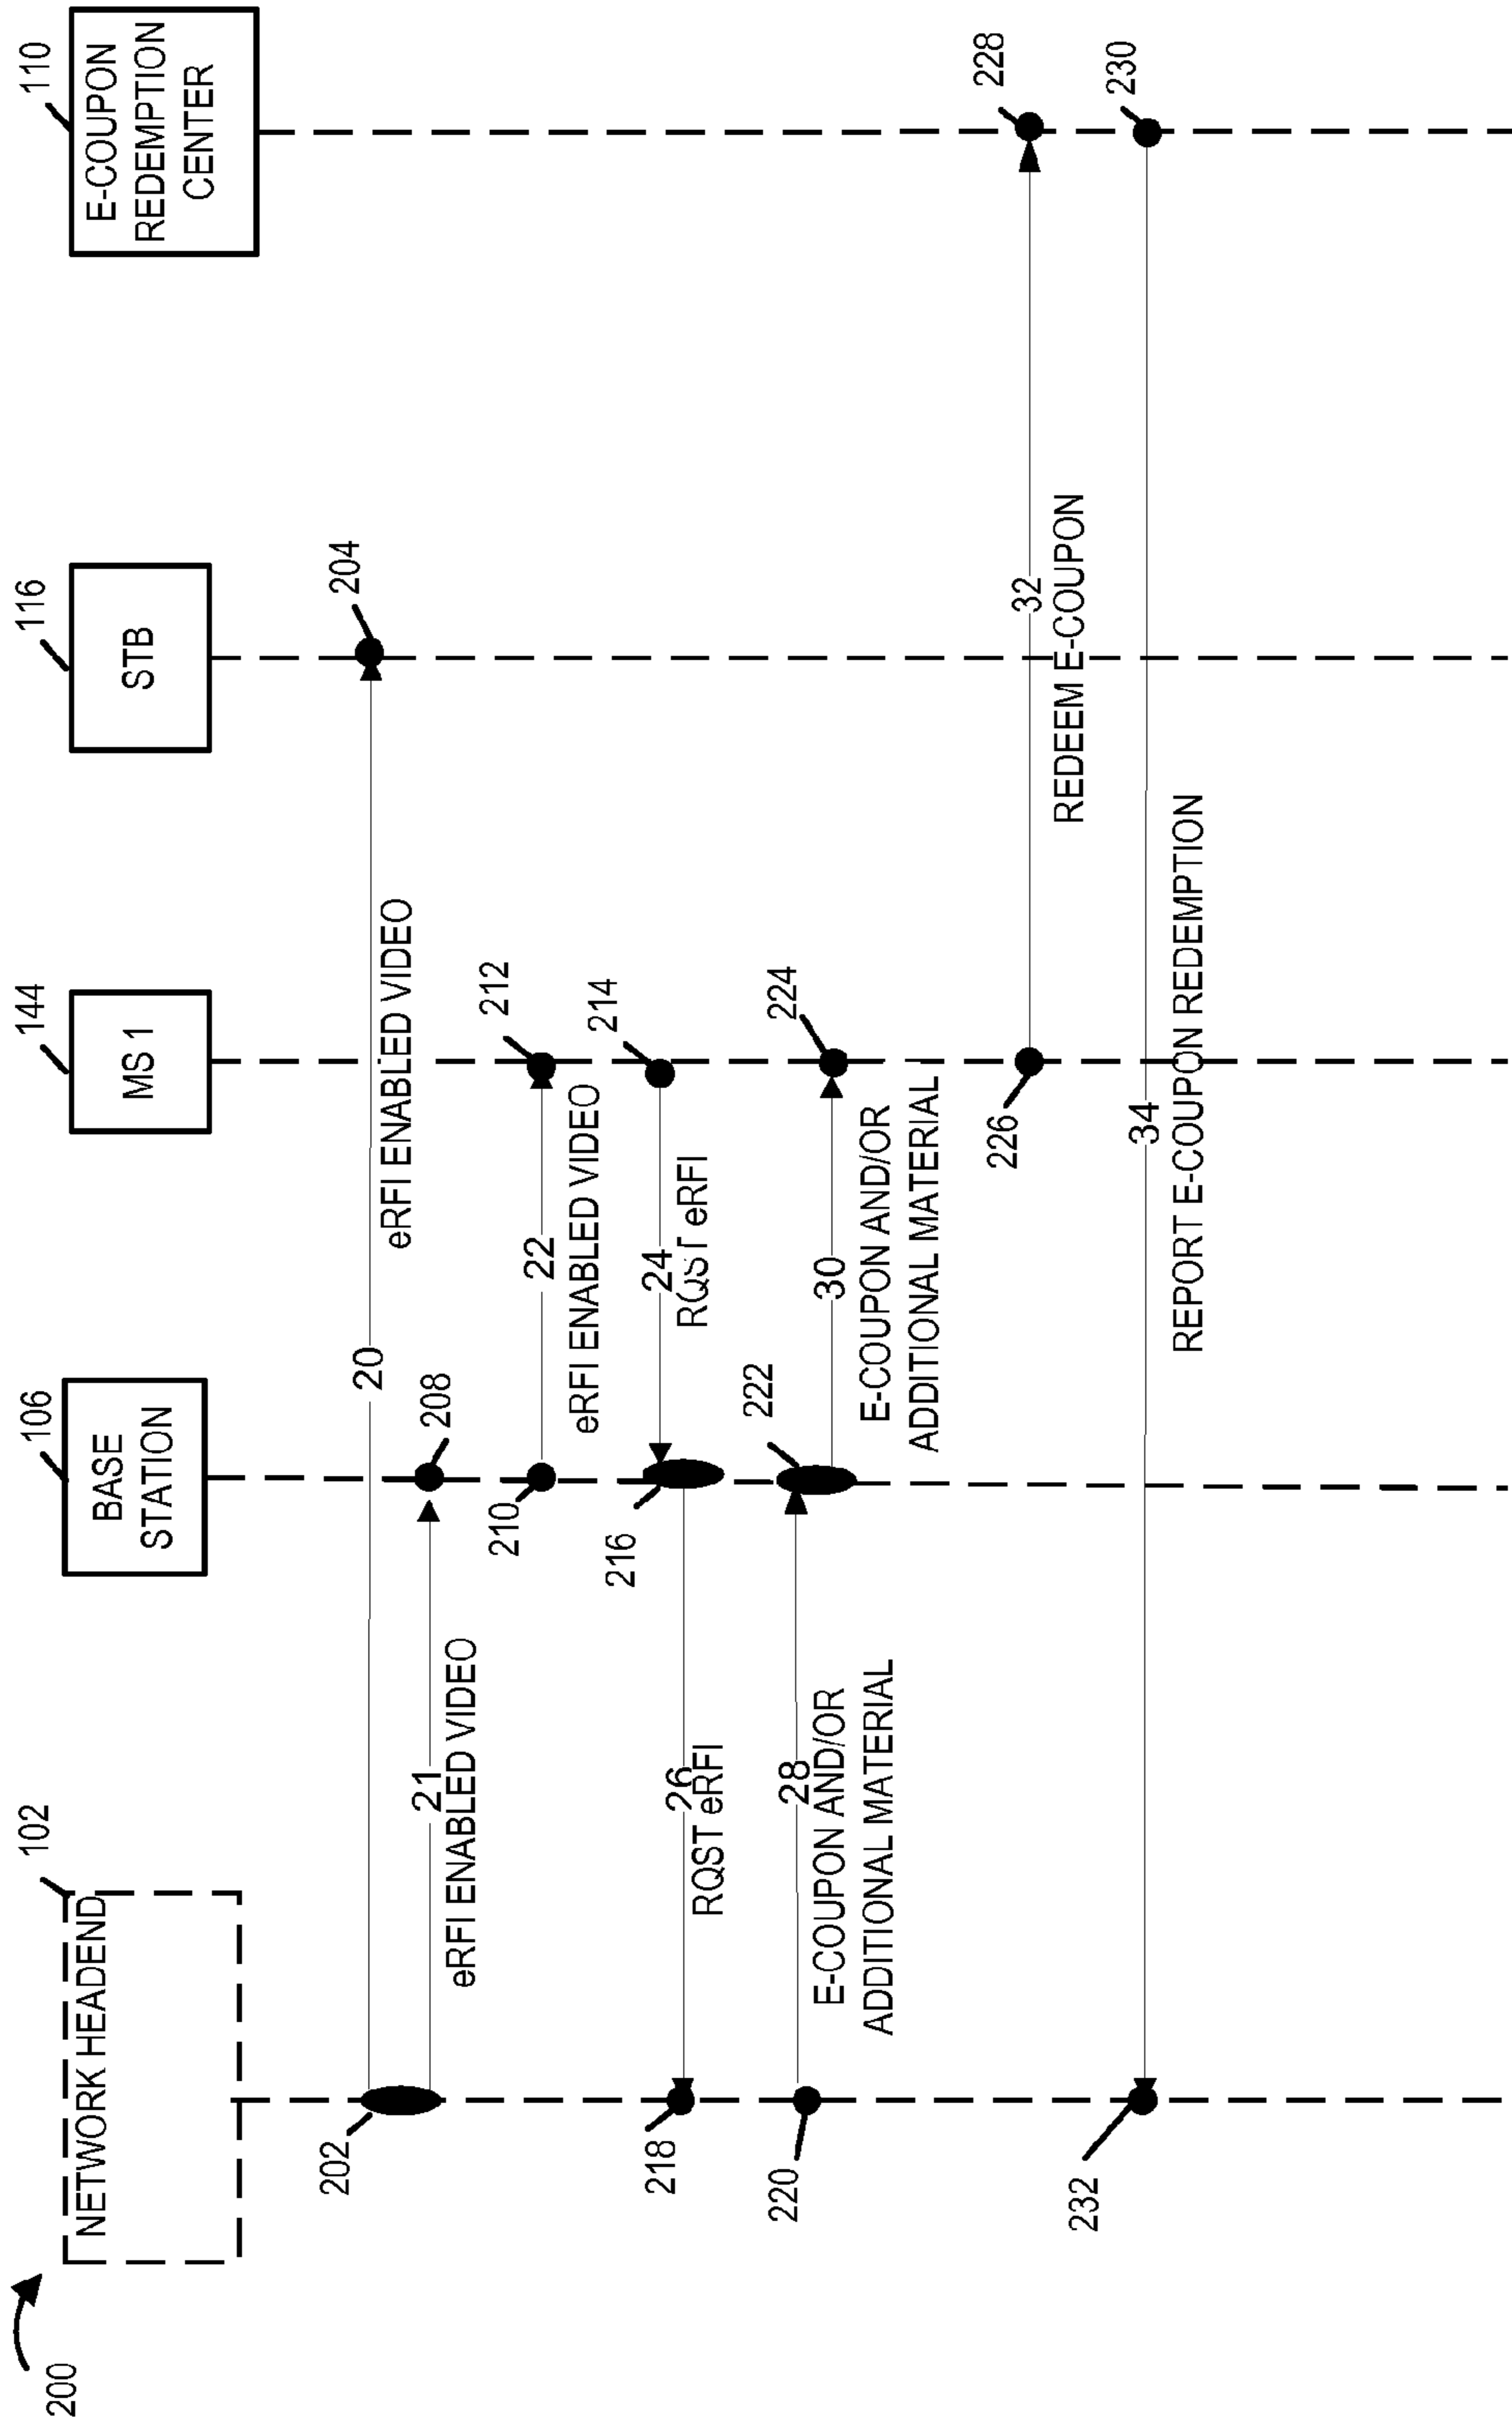 200
102
NETWORK HEADEND
106
BASE
STATION
144
MS 1
116
STB
110
E-COUPON
REDEMPTION
CENTER
202
20
eRFI ENABLED VIDEO
204
21
eRFI ENABLED VIDEO
208
210
22
eRFI ENABLED VIDEO
212
214
24
RQST eRFI
216
26
RQST eRFI
218
220
28
E-COUPON AND/OR
ADDITIONAL MATERIAL
222
30
E-COUPON AND/OR
ADDITIONAL MATERIAL
224
226
32
REDEEM E-COUPON
228
230
34
REPORT E-COUPON REDEMPTION
232